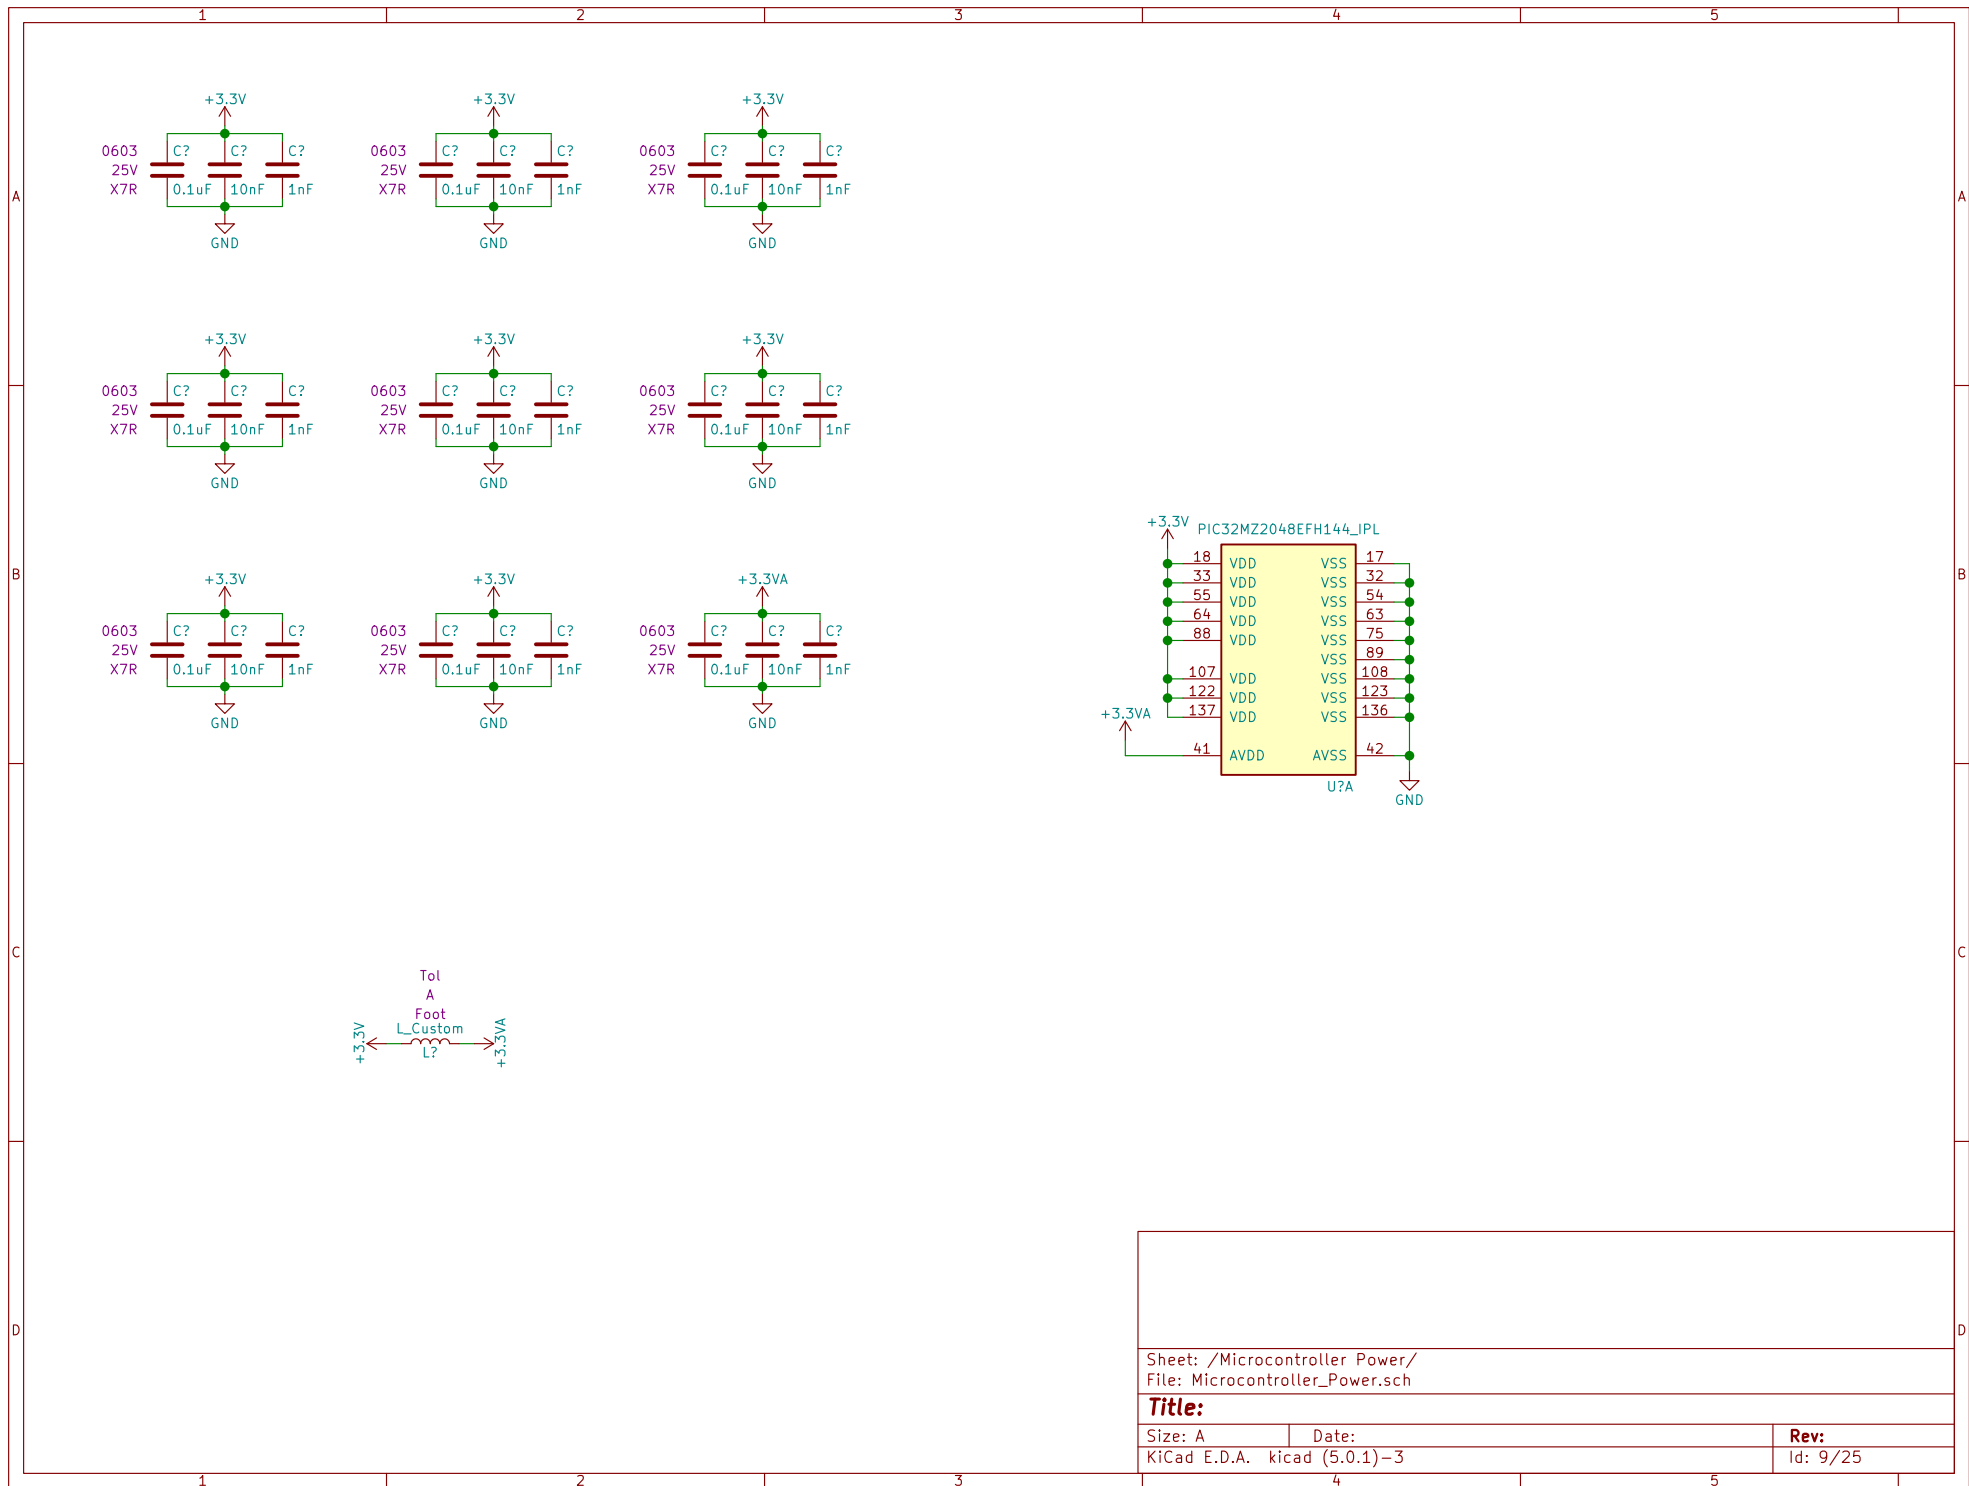 1 2 3 4 5
+3.3V +3.3V +3.3V
0603 C? C? C? 0603 C? C? C? 0603 C? C? C?
25V 25V 25V
X7R 0.1uF 10nF 1nF X7R 0.1uF 10nF 1nF X7R 0.1uF 10nF 1nF
A A
GND GND GND
+3.3V +3.3V +3.3V
0603 C? C? C? 0603 C? C? C? 0603 C? C? C?
25V 25V 25V
X7R 0.1uF 10nF 1nF X7R 0.1uF 10nF 1nF X7R 0.1uF 10nF 1nF
GND GND GND
+3.3V PIC32MZ2048EFH144_IPL
18 VDD VSS 17
B B
+3.3V +3.3V +3.3VA
33 VDD VSS 32
55 VDD VSS 54
64 VDD VSS 63
0603 C? C? C? 0603 C? C? C? 0603 C? C? C?
88 VDD VSS 75
25V 25V 25V
VSS 89
X7R 0.1uF 10nF 1nF X7R 0.1uF 10nF 1nF X7R 0.1uF 10nF 1nF
107 VDD VSS 108
122 VDD VSS 123
+3.3VA 137 VDD VSS 136
GND GND GND
41 AVDD AVSS 42
U?A
GND
C C
Tol
A
Foot
L_Custom
+3.3V L? +3.3VA
D D
Sheet: /Microcontroller Power/
File: Microcontroller_Power.sch
Title:
Size: A Date: Rev:
KiCad E.D.A. kicad (5.0.1)-3 Id: 9/25
1 2 3 4 5